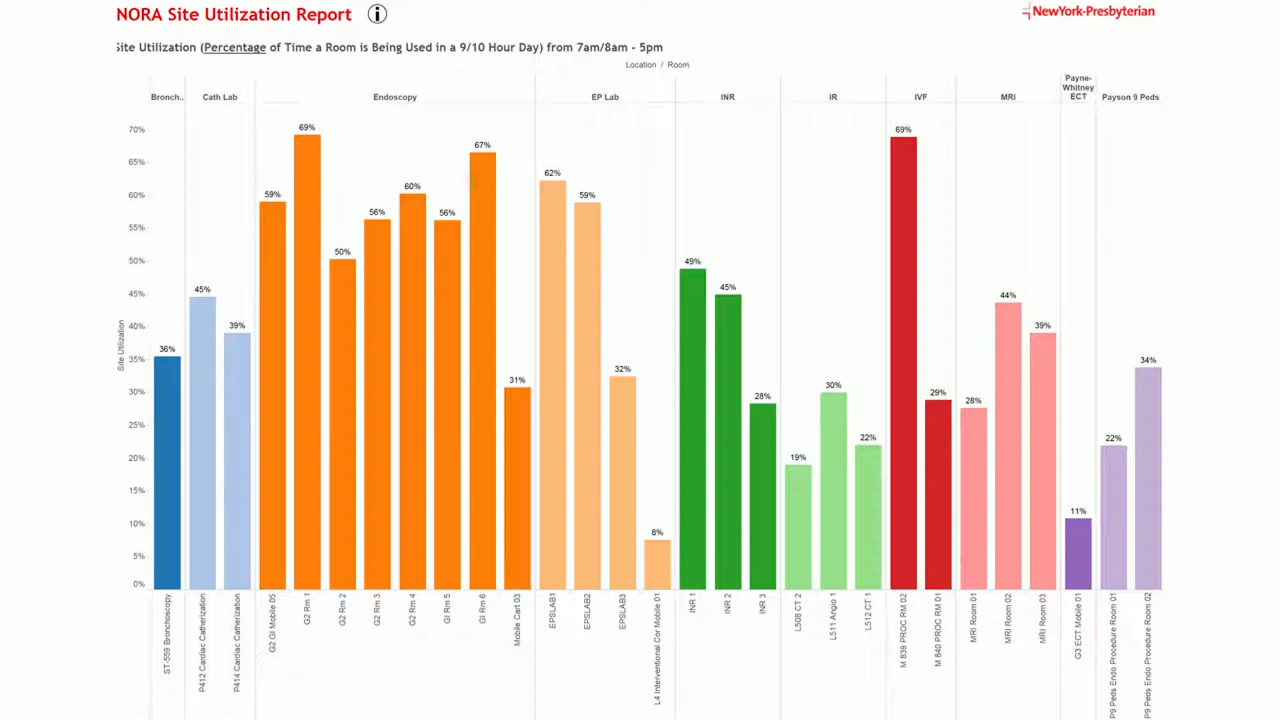 NORA Site Utilization Report i
NewYork-Presbyterian
Site Utilization (Percentage of Time a Room is Being Used in a 9/10 Hour Day) from 7am/8am - 5pm
Location / Room
Bronch..
Cath Lab
Endoscopy
EP Lab
INR
IR
IVF
MRI
Payne-
Whitney
ECT
Payson 9 Peds
Site Utilization
70%
65%
60%
55%
50%
45%
40%
35%
30%
25%
20%
15%
10%
5%
0%
36%
45%
39%
59%
69%
50%
56%
60%
56%
67%
31%
62%
59%
32%
8%
49%
45%
28%
19%
30%
22%
69%
29%
28%
44%
39%
11%
22%
34%
ST-559 Bronchoscopy
P412 Cardiac Catherization
P414 Cardiac Catherization
G2 GI Mobile 05
G2 Rm 1
G2 Rm 2
G2 Rm 3
G2 Rm 4
GI Rm 5
GI Rm 6
Mobile Cart 03
EPSLAB1
EPSLAB2
EPSLAB3
L4 Interventional Cor Mobile 01
INR 1
INR 2
INR 3
L508 CT 2
L511 Angio 1
L512 CT 1
M 839 PROC RM 02
M 840 PROC RM 01
MRI Room 01
MRI Room 02
MRI Room 03
G3 ECT Mobile 01
P9 Peds Endo Procedure Room 01
P9 Peds Endo Procedure Room 02